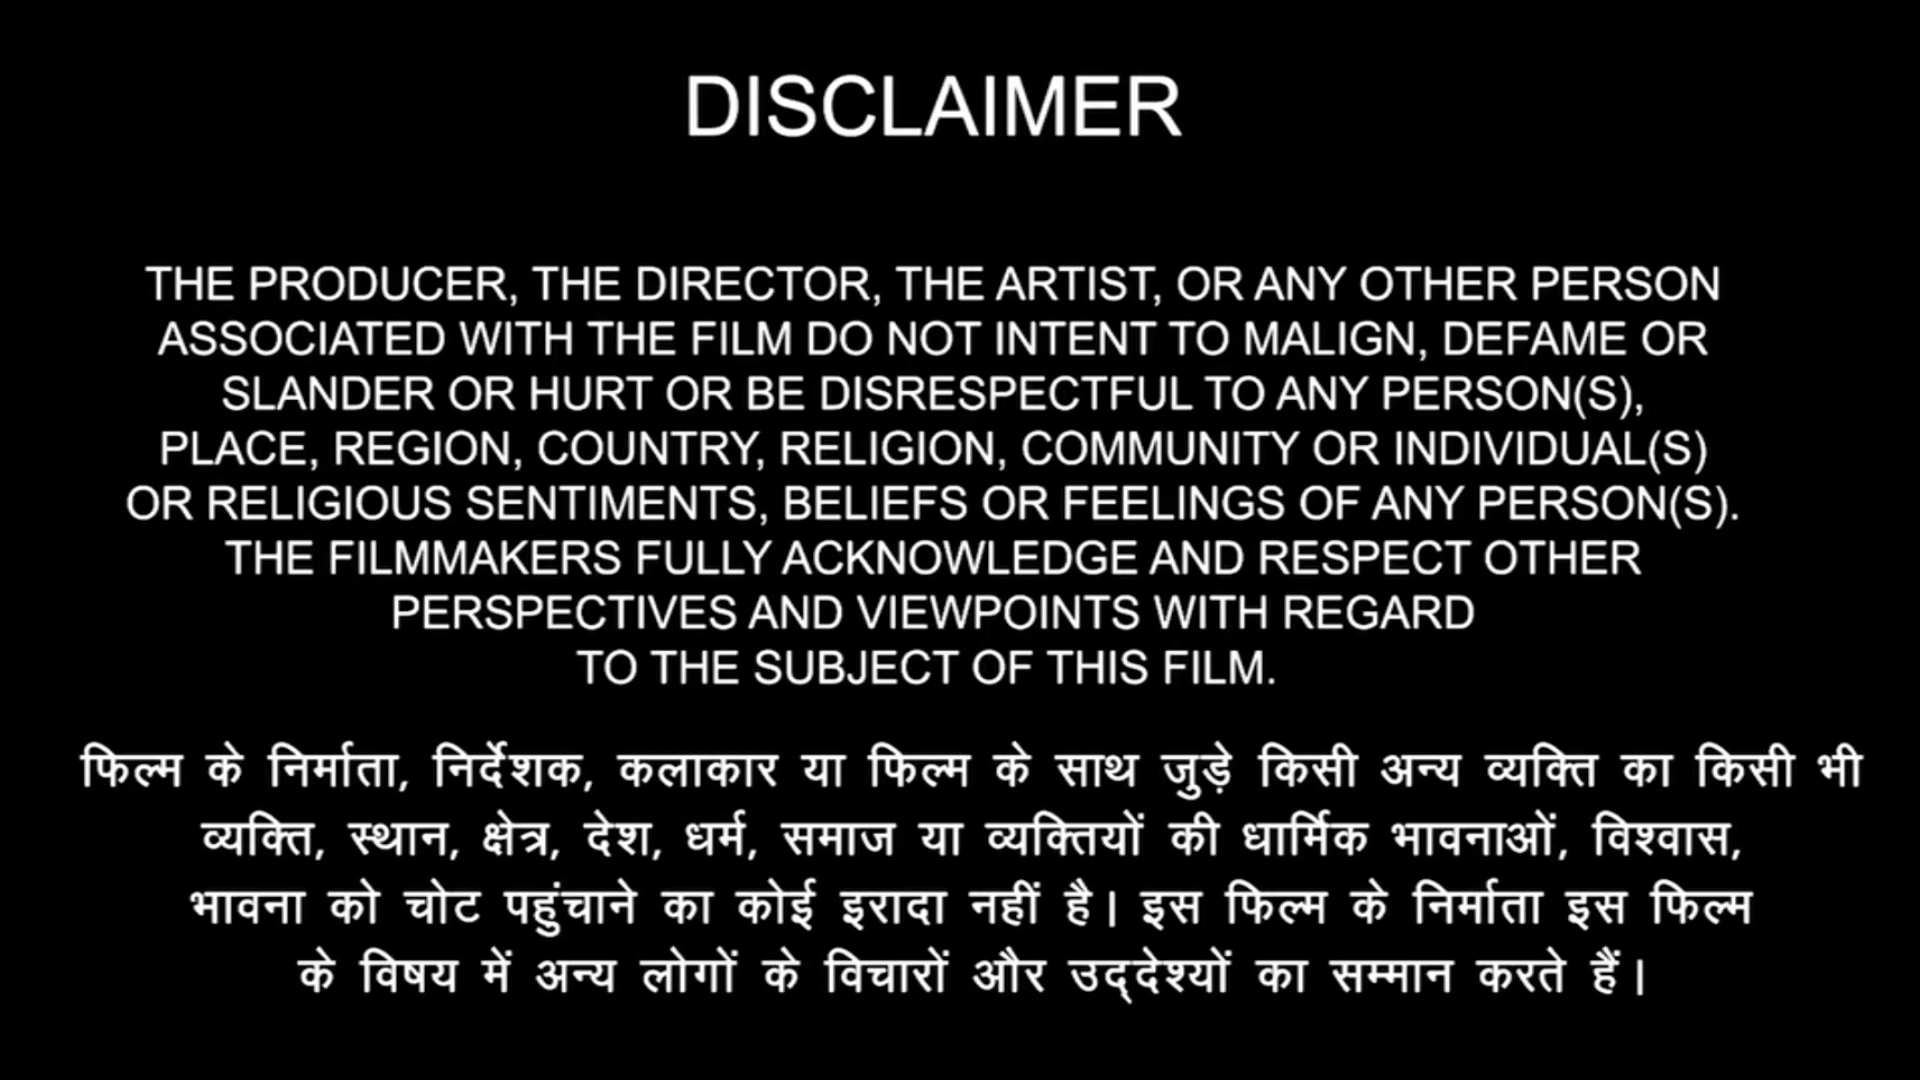 DISCLAIMER
THE PRODUCER, THE DIRECTOR, THE ARTIST, OR ANY OTHER PERSON
ASSOCIATED WITH THE FILM DO NOT INTENT TO MALIGN, DEFAME OR
SLANDER OR HURT OR BE DISRESPECTFUL TO ANY PERSON(S),
PLACE, REGION, COUNTRY, RELIGION, COMMUNITY OR INDIVIDUAL(S)
OR RELIGIOUS SENTIMENTS, BELIEFS OR FEELINGS OF ANY PERSON(S).
THE FILMMAKERS FULLY ACKNOWLEDGE AND RESPECT OTHER
PERSPECTIVES AND VIEWPOINTS WITH REGARD
TO THE SUBJECT OF THIS FILM.
फिल्म के निर्माता, निर्देशक, कलाकार या फिल्म के साथ जुड़े किसी अन्य व्यक्ति का किसी भी
व्यक्ति, स्थान, क्षेत्र, देश, धर्म, समाज या व्यक्तियों की धार्मिक भावनाओं, विश्वास,
भावना को चोट पहुंचाने का कोई इरादा नहीं है। इस फिल्म के निर्माता इस फिल्म
के विषय में अन्य लोगों के विचारों और उद्देश्यों का सम्मान करते हैं।